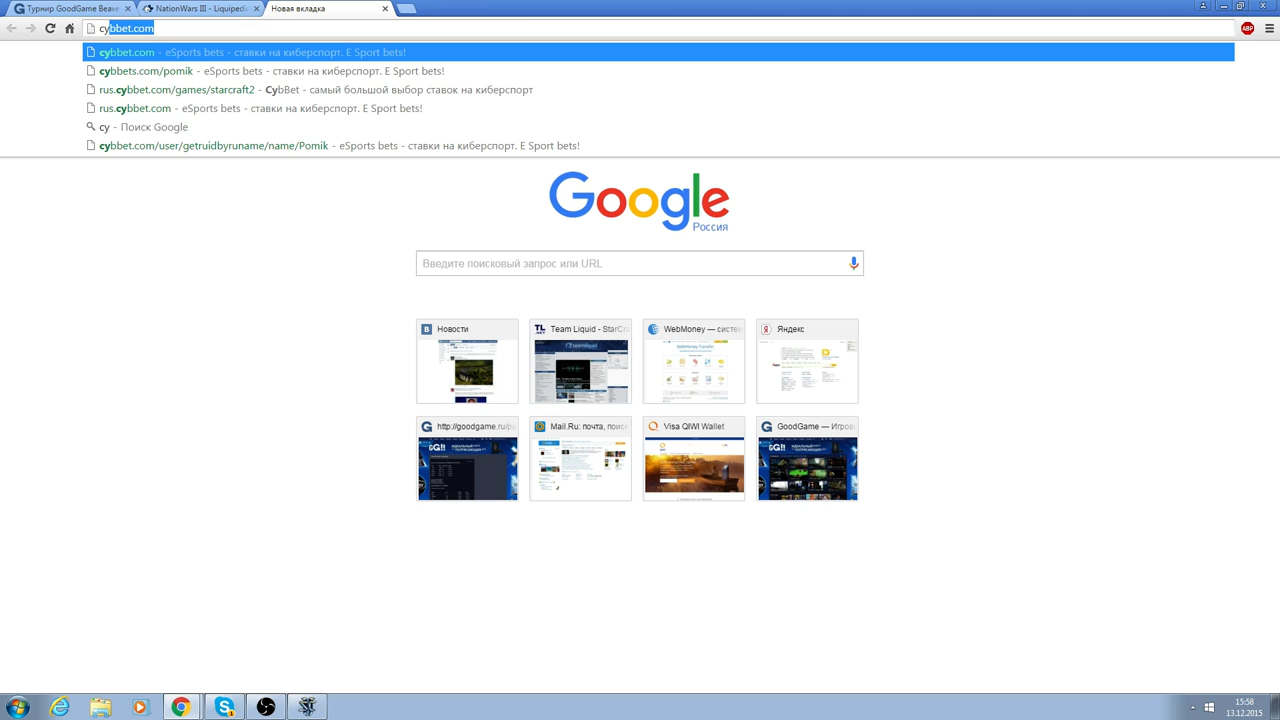 Турнир GoodGame Beave
NationWars III - Liquipedi
Новая вкладка
cybbet.com
ABP
cybbet.com - eSports bets - ставки на киберспорт. E Sport bets!
cybbets.com/pomik - eSports bets - ставки на киберспорт. E Sport bets!
rus.cybbet.com/games/starcraft2 - CybBet - самый большой выбор ставок на киберспорт
rus.cybbet.com - eSports bets - ставки на киберспорт. E Sport bets!
cy - Поиск Google
cybbet.com/user/getruidbyruname/name/Pomik - eSports bets - ставки на киберспорт. E Sport bets!
Google
Россия
Введите поисковый запрос или URL
Новости
Team Liquid - StarCra
WebMoney — систем
Яндекс
http://goodgame.ru/pl
Mail.Ru: почта, поиск
Visa QIWI Wallet
GoodGame — Игров
15:58
13.12.2015